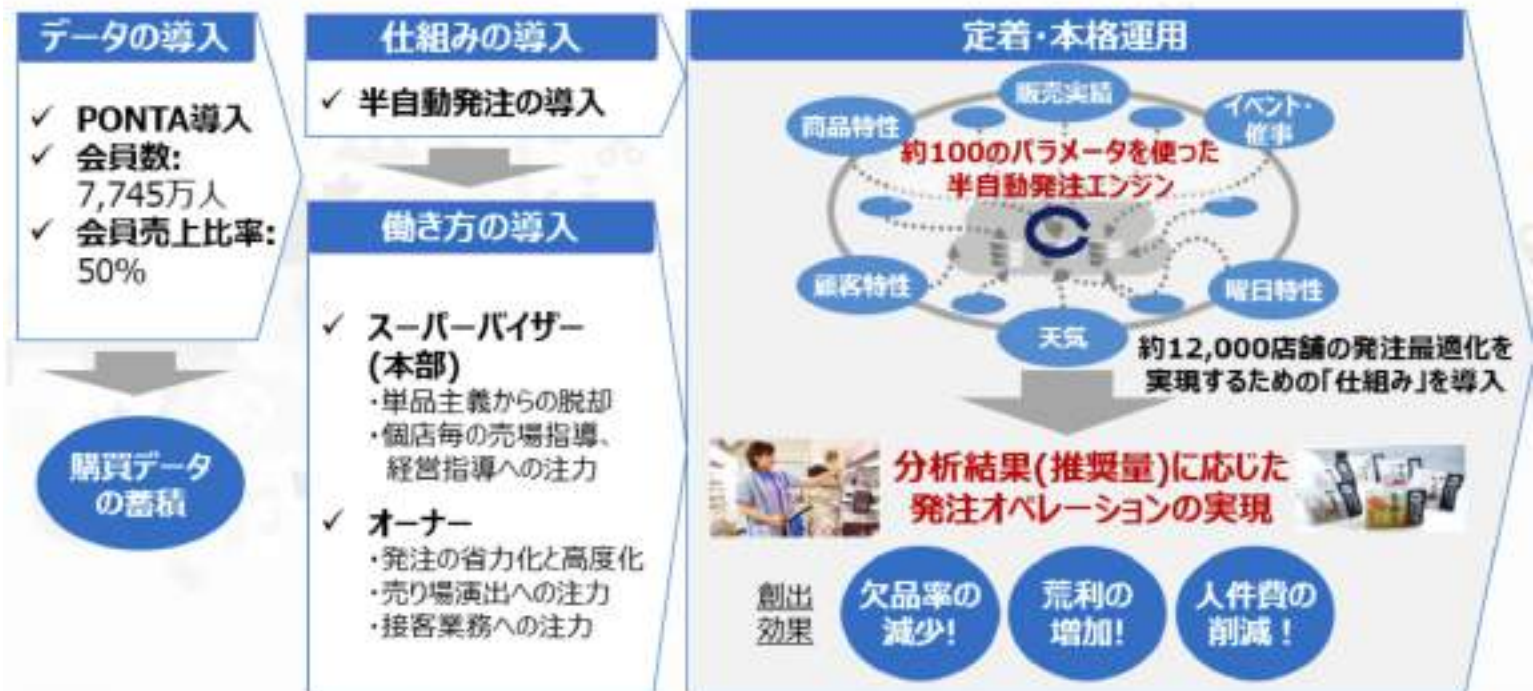 データの導入
✓ PONTA導入
✓ 会員数:
7,745万人
✓ 会員売上比率:
50%
購買データ
の蓄積
仕組みの導入
✓ 半自動発注の導入
働き方の導入
✓ スーパーバイザー
(本部)
・単品主義からの脱却
・個店毎の売場指導、
経営指導への注力
✓ オーナー
・発注の省力化と高度化
・売り場演出への注力
・接客業務への注力
定着・本格運用
販売実績
商品特性
イベント・
催事
約100のパラメータを使った
半自動発注エンジン
顧客特性
曜日特性
天気
約12,000店舗の発注最適化を
実現するための「仕組み」を導入
分析結果(推奨量)に応じた
発注オペレーションの実現
創出
効果
欠品率の
減少!
荒利の
増加!
人件費の
削減！